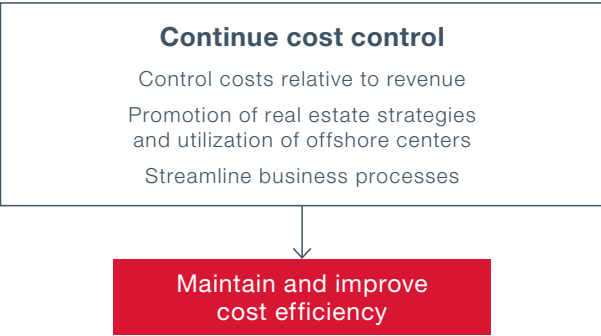 Continue cost control
Control costs relative to revenue
Promotion of real estate strategies
and utilization of offshore centers
Streamline business processes
Maintain and improve
cost efficiency